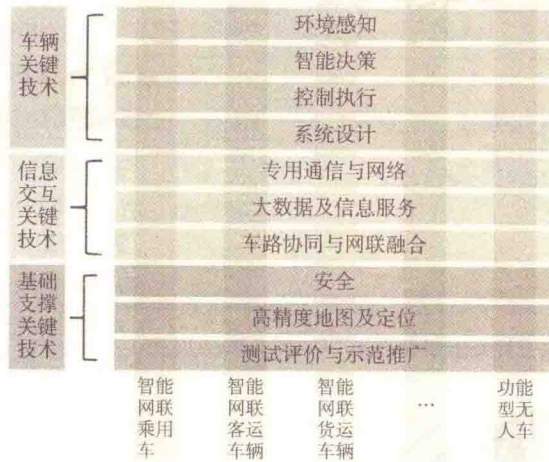 车辆
关键
技术
环境感知
智能决策
控制执行
系统设计
信息
交互
关键
技术
专用通信与网络
大数据及信息服务
车路协同与网联融合
基础
支撑
关键
技术
安全
高精度地图及定位
测试评价与示范推广
智能
网联
乘用
车
智能
网联
客运
车辆
智能
网联
货运
车辆
…
功能
型无
人车